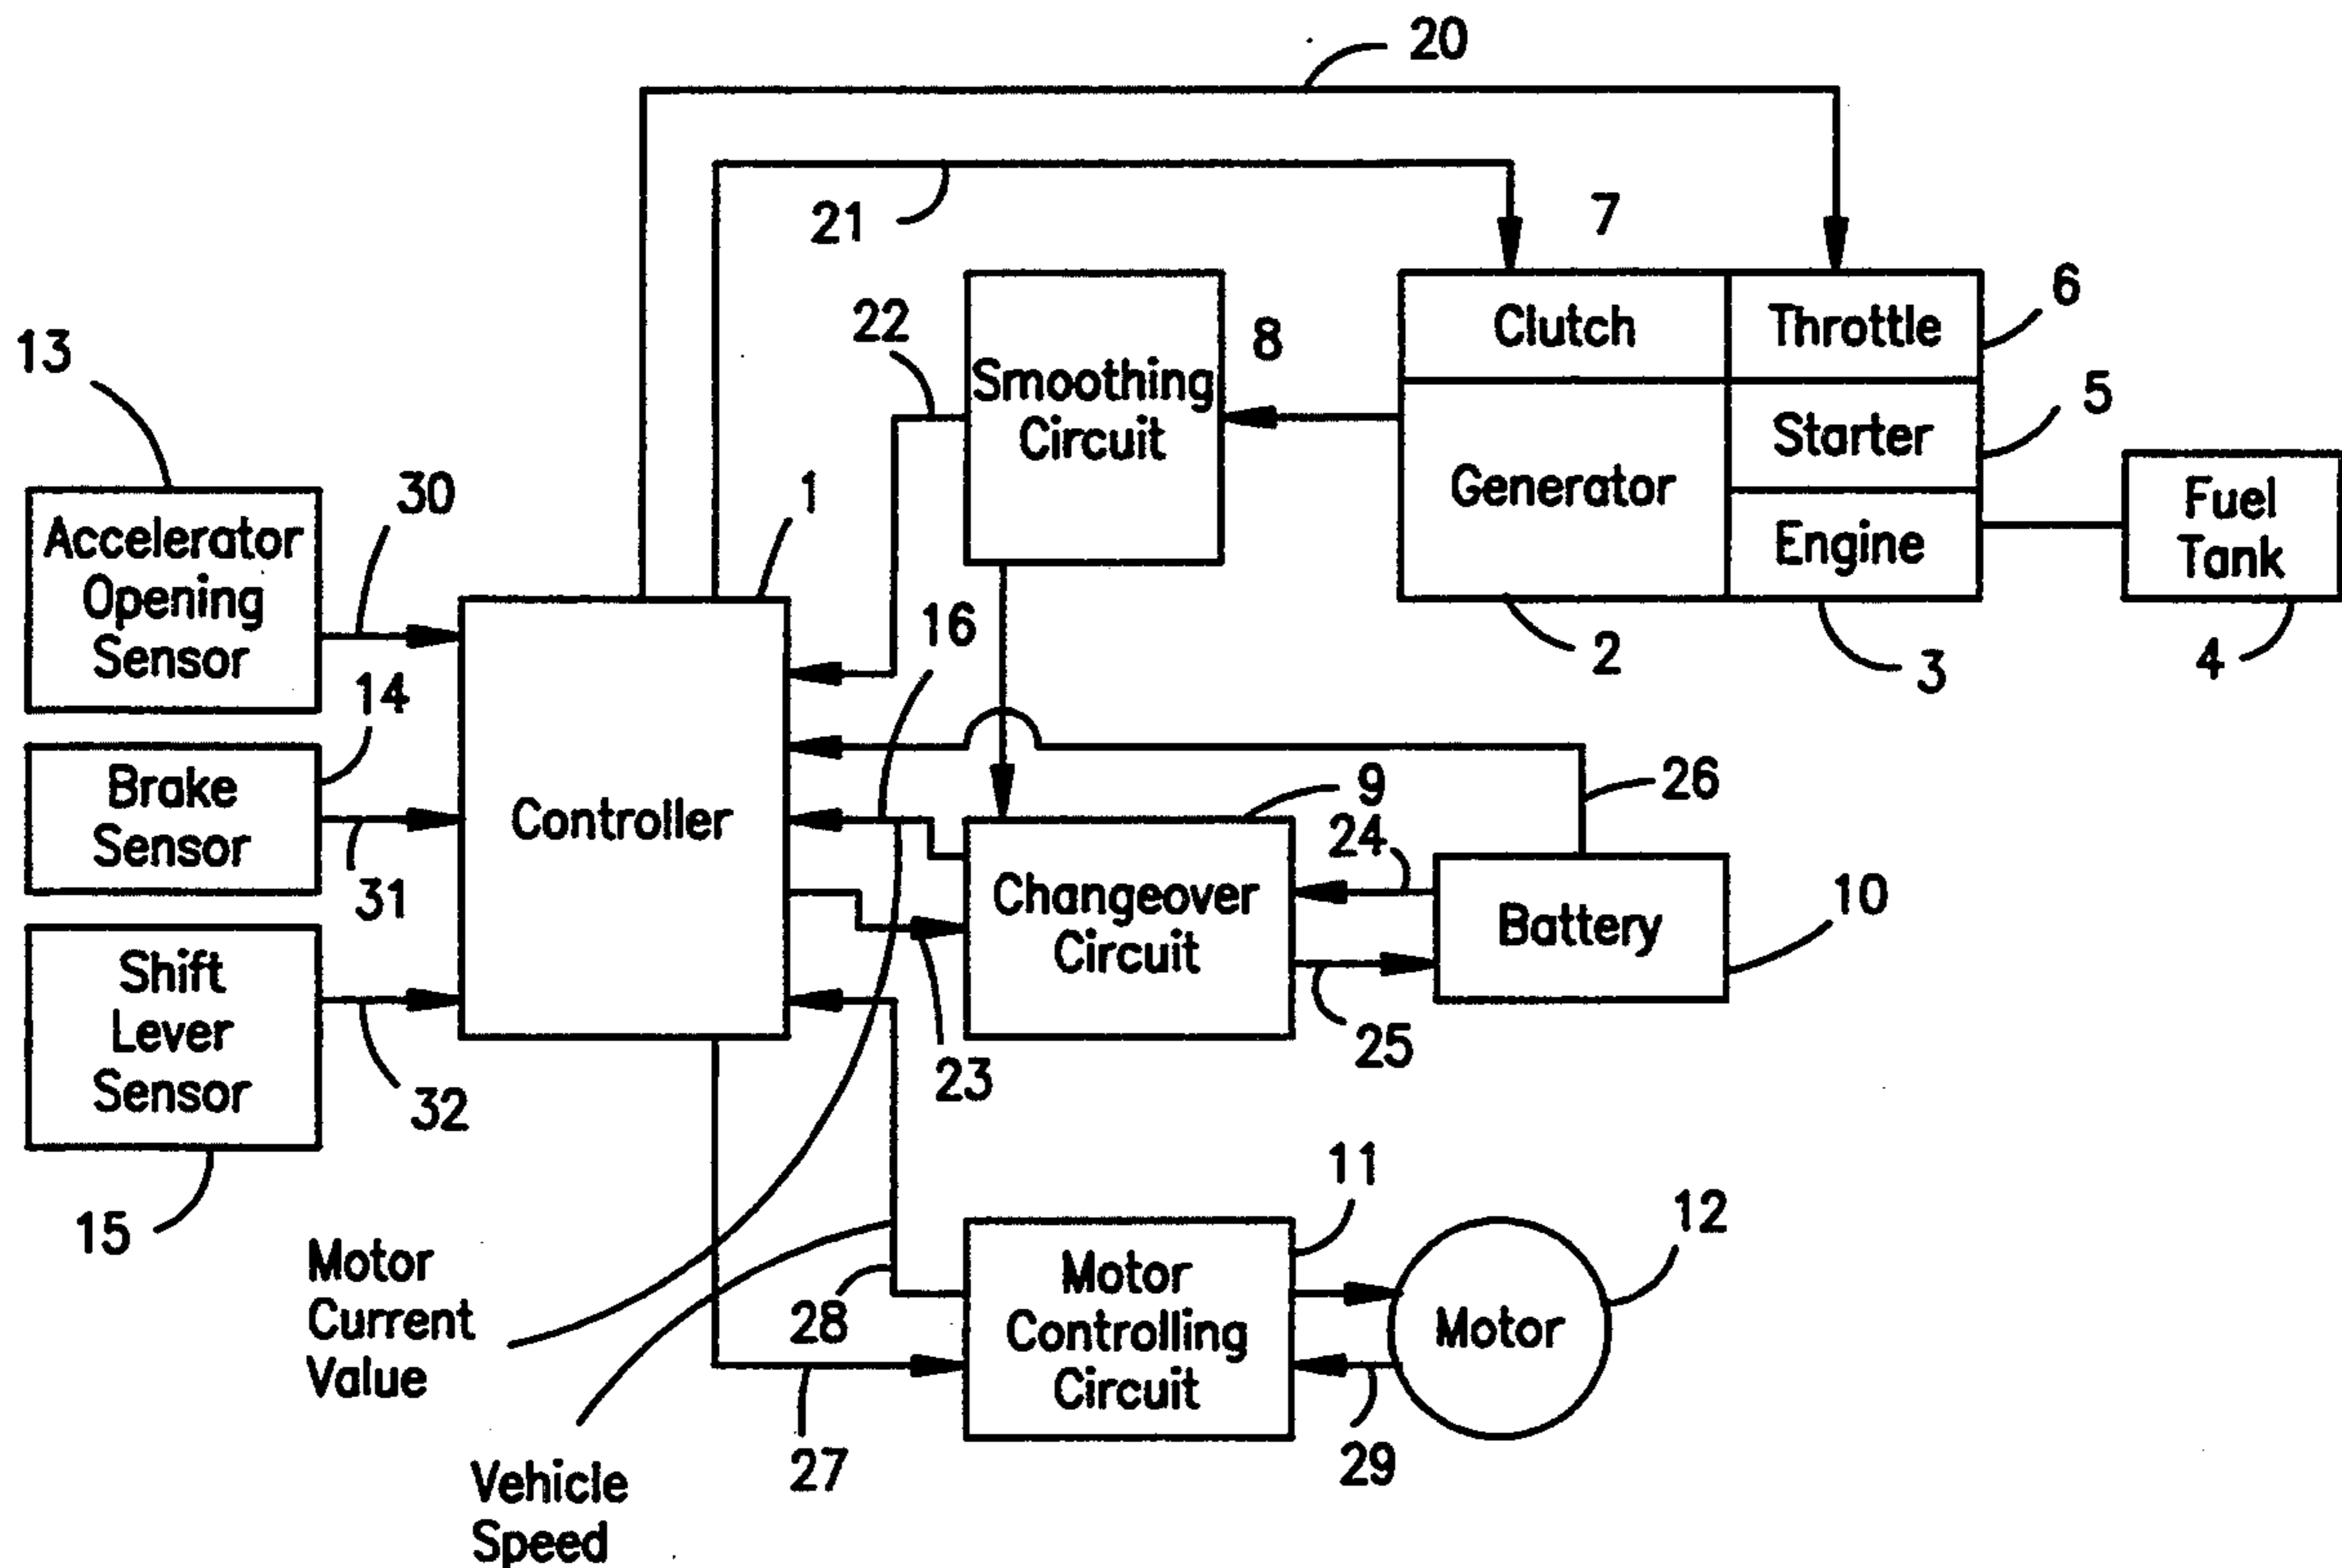 20
21
7
6
22
8
Clutch
Throttle
13
Smoothing
Circuit
5
Starter
30
1
Generator
Fuel
Tank
Accelerator
Opening
Sensor
Engine
16
2
3
4
14
Brake
Sensor
Controller
9
26
24
31
Changeover
Circuit
Battery
10
Shift
Lever
Sensor
23
25
32
11
12
15
Motor
Current
Value
28
Motor
Controlling
Circuit
Motor
27
29
Vehicle
Speed